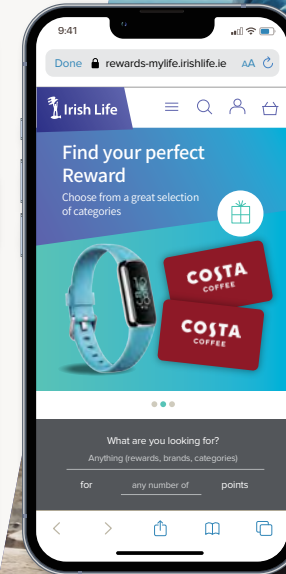 9:41
Done rewards-mylife.irishlife.ie AA
Irish Life
Find your perfect
Reward
Choose from a great selection
of categories
COSTA
COFFEE
COSTA
COFFEE
What are you looking for?
Anything (rewards, brands, categories)
for any number of points